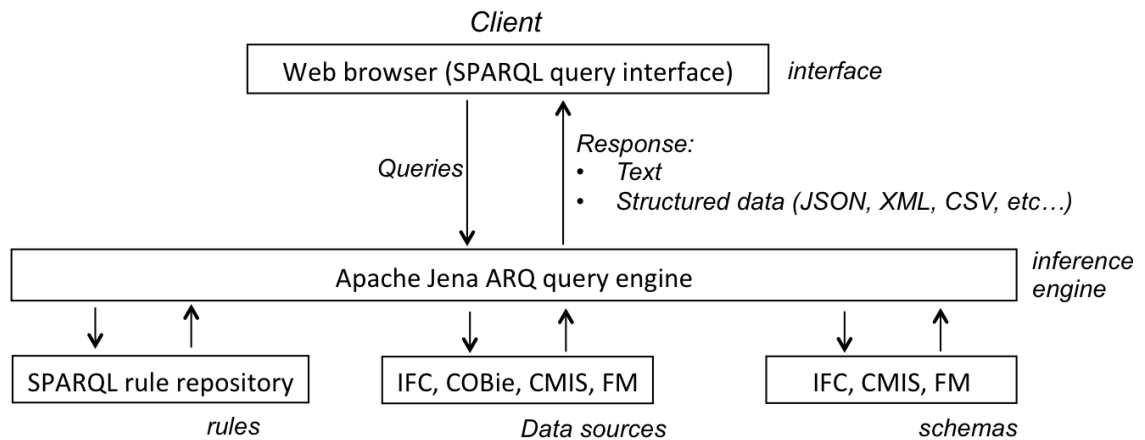 Client
Web browser (SPARQL query interface)
interface
Queries
Response:
• Text
• Structured data (JSON, XML, CSV, etc…)
Apache Jena ARQ query engine
inference
engine
SPARQL rule repository
IFC, COBie, CMIS, FM
IFC, CMIS, FM
rules
Data sources
schemas